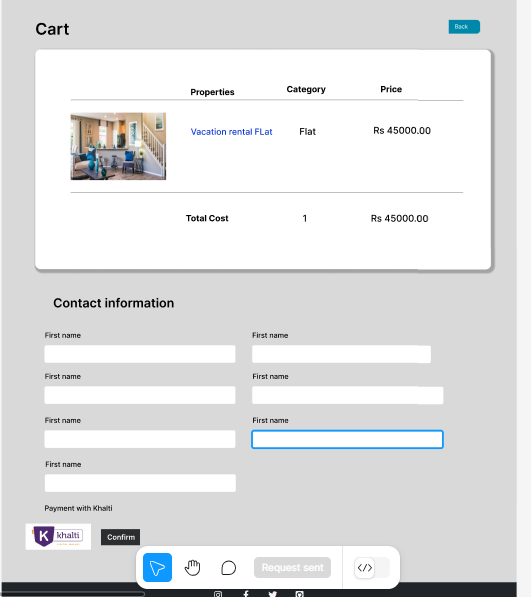 Cart
Back
Properties Category Price
Vacation rental FLat Flat Rs 45000.00
Total Cost 1 Rs 45000.00
Contact information
First name First name
First name First name
First name First name
First name
Payment with Khalti
K khalti Confirm
Request sent </>